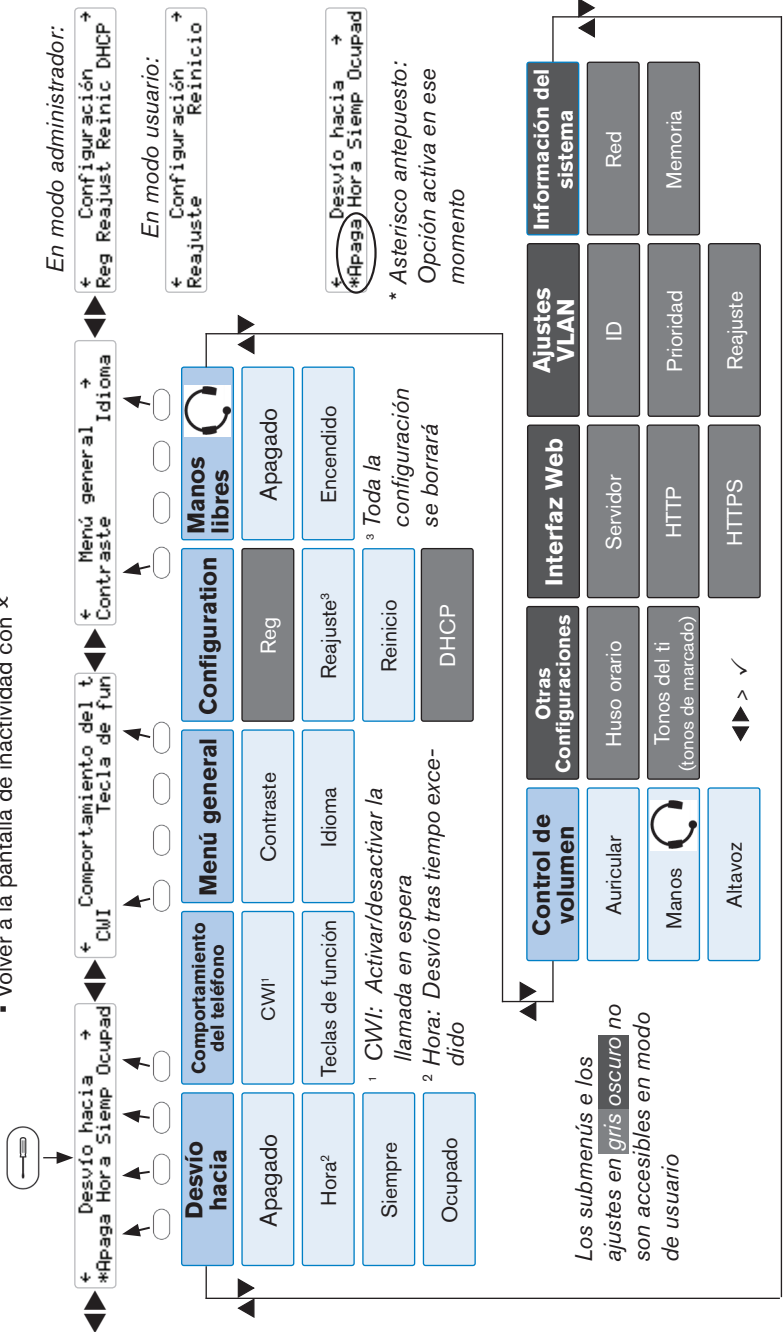 ▪ Volver a la pantalla de inactividad con x
← Desvío hacia →
*Apaga Hora Siemp Ocupad
← Comportamiento del t
CWI Tecla de fun
← Menú general →
Contraste Idioma
En modo administrador:
← Configuración →
Reg Reajust Reinic DHCP
En modo usuario:
← Configuración →
Reajuste Reinicio
← Desvío hacia →
*Apaga Hora Siemp Ocupad
* Asterisco antepuesto:
Opción activa en ese
momento
Desvío
hacia
Apagado
Hora²
Siempre
Ocupado
Comportamiento
del teléfono
CWI¹
Teclas de función
¹ CWI: Activar/desactivar la
llamada en espera
² Hora: Desvío tras tiempo exce-
dido
Menú general
Contraste
Idioma
Configuration
Reg
Reajuste³
Reinicio
DHCP
Manos
libres
Apagado
Encendido
³ Toda la
configuración
se borrará
Los submenús e los
ajustes en gris oscuro no
son accesibles en modo
de usuario
Control de
volumen
Auricular
Manos
Altavoz
Otras
Configuraciones
Huso orario
Tonos del ti
(tonos de marcado)
◀▶ > ✓
Interfaz Web
Servidor
HTTP
HTTPS
Ajustes
VLAN
ID
Prioridad
Reajuste
Información del
sistema
Red
Memoria